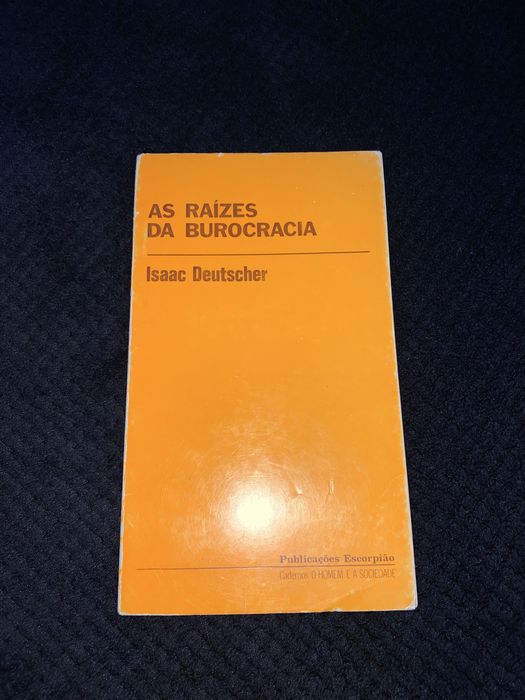 AS RAÍZES
DA BUROCRACIA
Isaac Deutscher
Publicações Escorpião
Cadernos O HOMEM E A SOCIEDADE